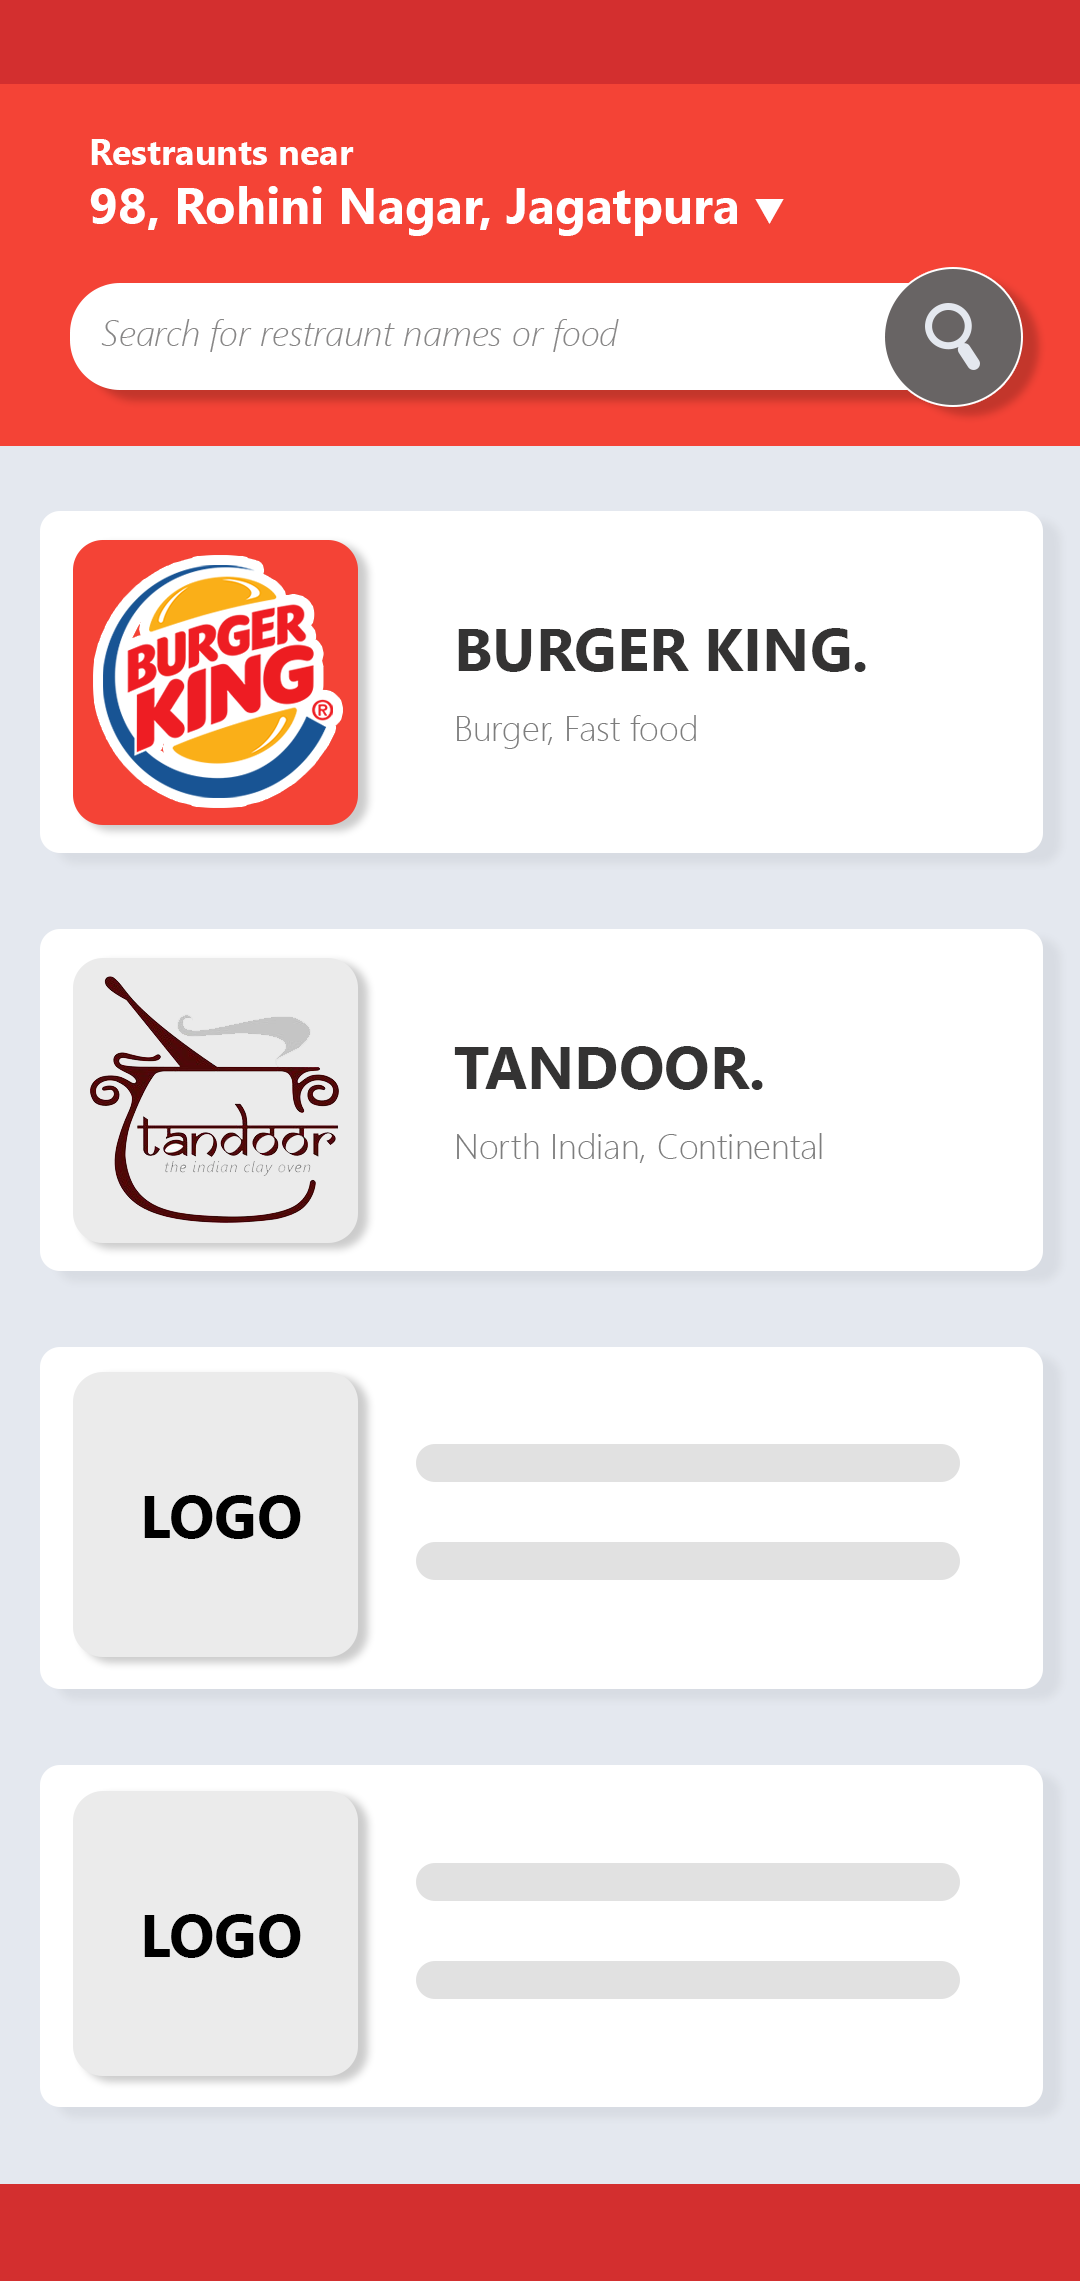 Restraunts near
98, Rohini Nagar, Jagatpura ▼
Search for restraunt names or food
BURGER
KING
®
BURGER KING.
Burger, Fast food
tandoor
the indian clay oven
TANDOOR.
North Indian, Continental
LOGO
LOGO